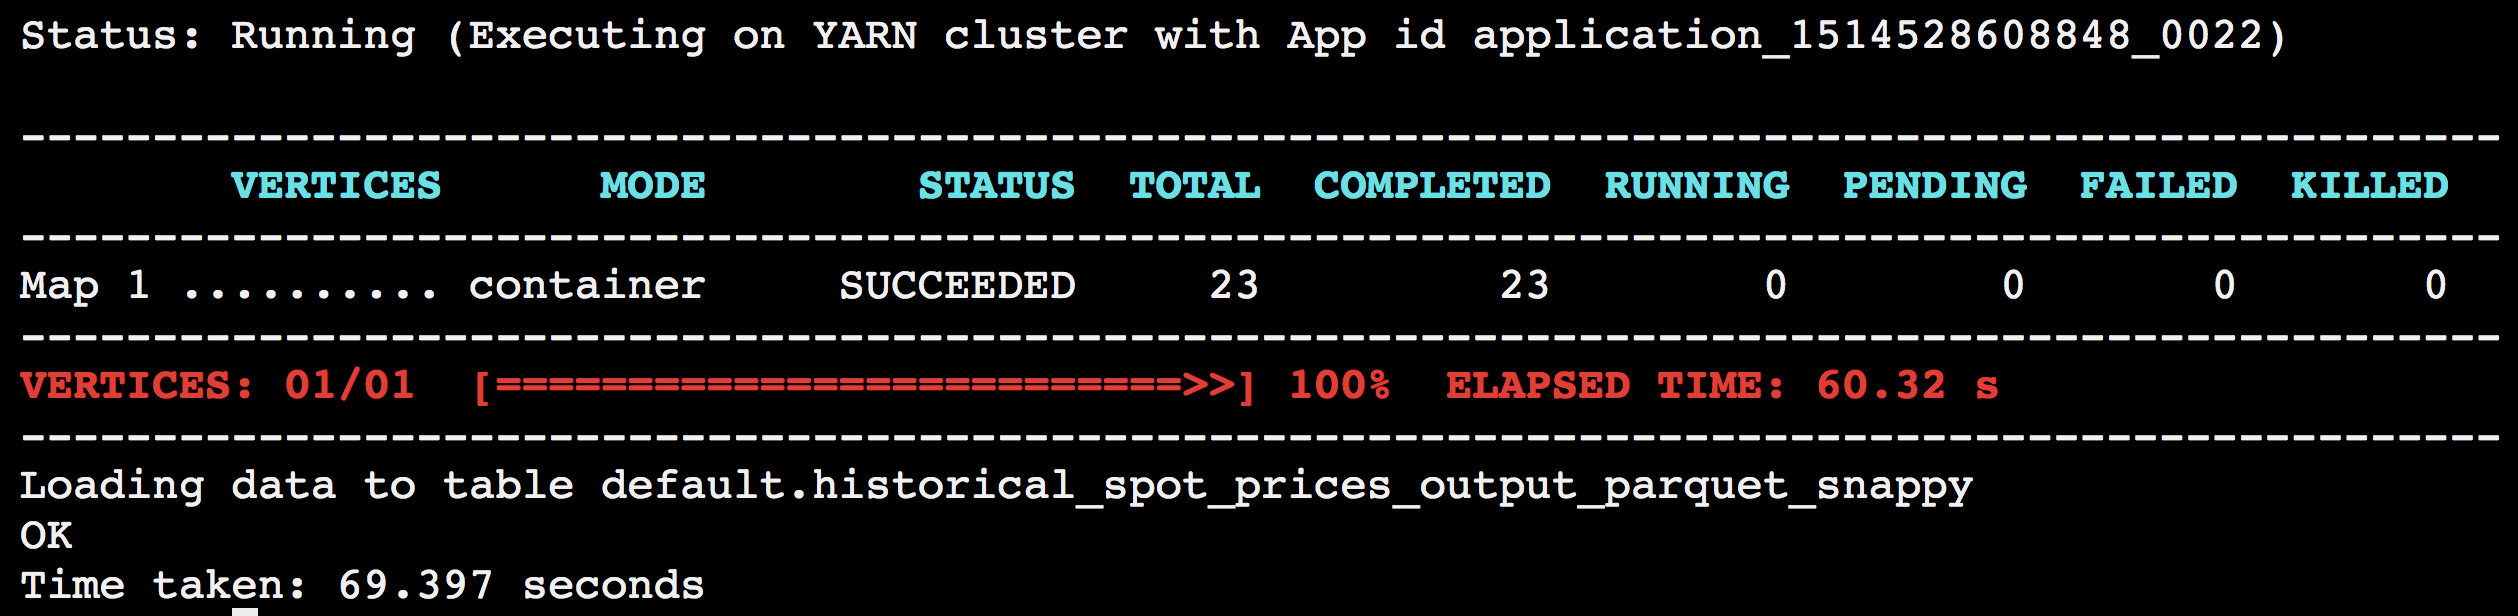 Status: Running (Executing on YARN cluster with App id application_1514528608848_0022)
----------------------------------------------------------------------------------------------
VERTICES MODE STATUS TOTAL COMPLETED RUNNING PENDING FAILED KILLED
----------------------------------------------------------------------------------------------
Map 1 .......... container SUCCEEDED 23 23 0 0 0 0
----------------------------------------------------------------------------------------------
VERTICES: 01/01 [==========================>>] 100% ELAPSED TIME: 60.32 s
----------------------------------------------------------------------------------------------
Loading data to table default.historical_spot_prices_output_parquet_snappy
OK
Time taken: 69.397 seconds